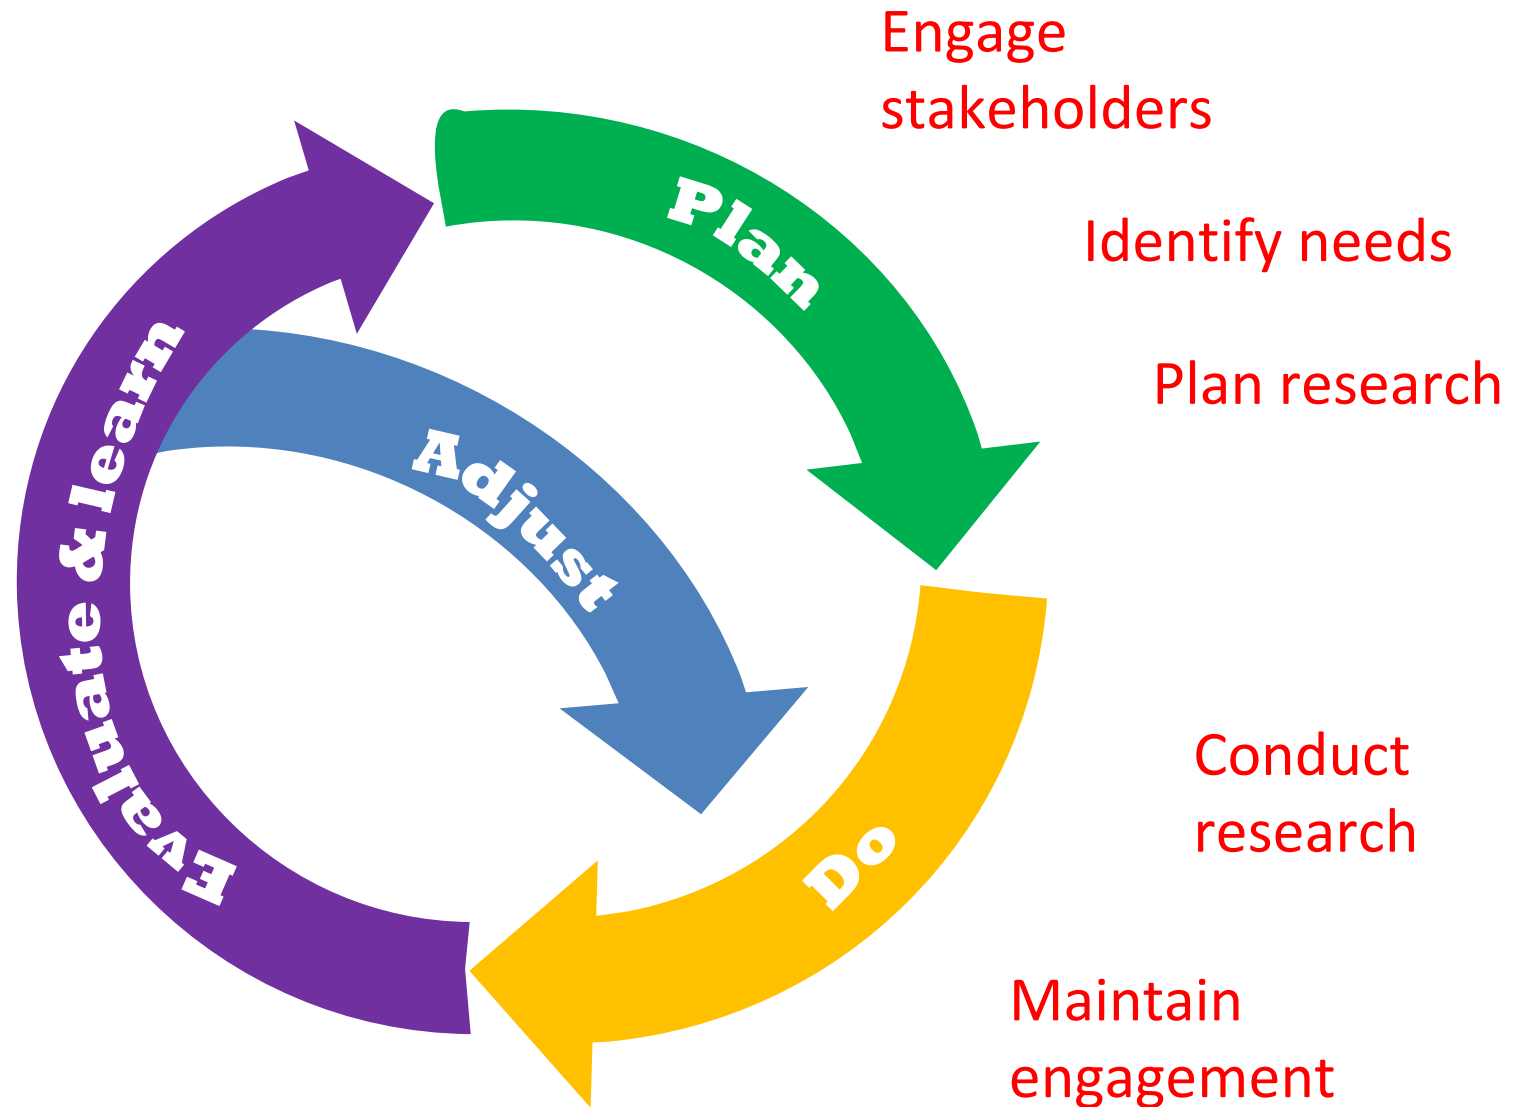 Engage
stakeholders
Plan
Identify needs
Plan research
Adjust
Evaluate & learn
Conduct
research
Do
Maintain
engagement